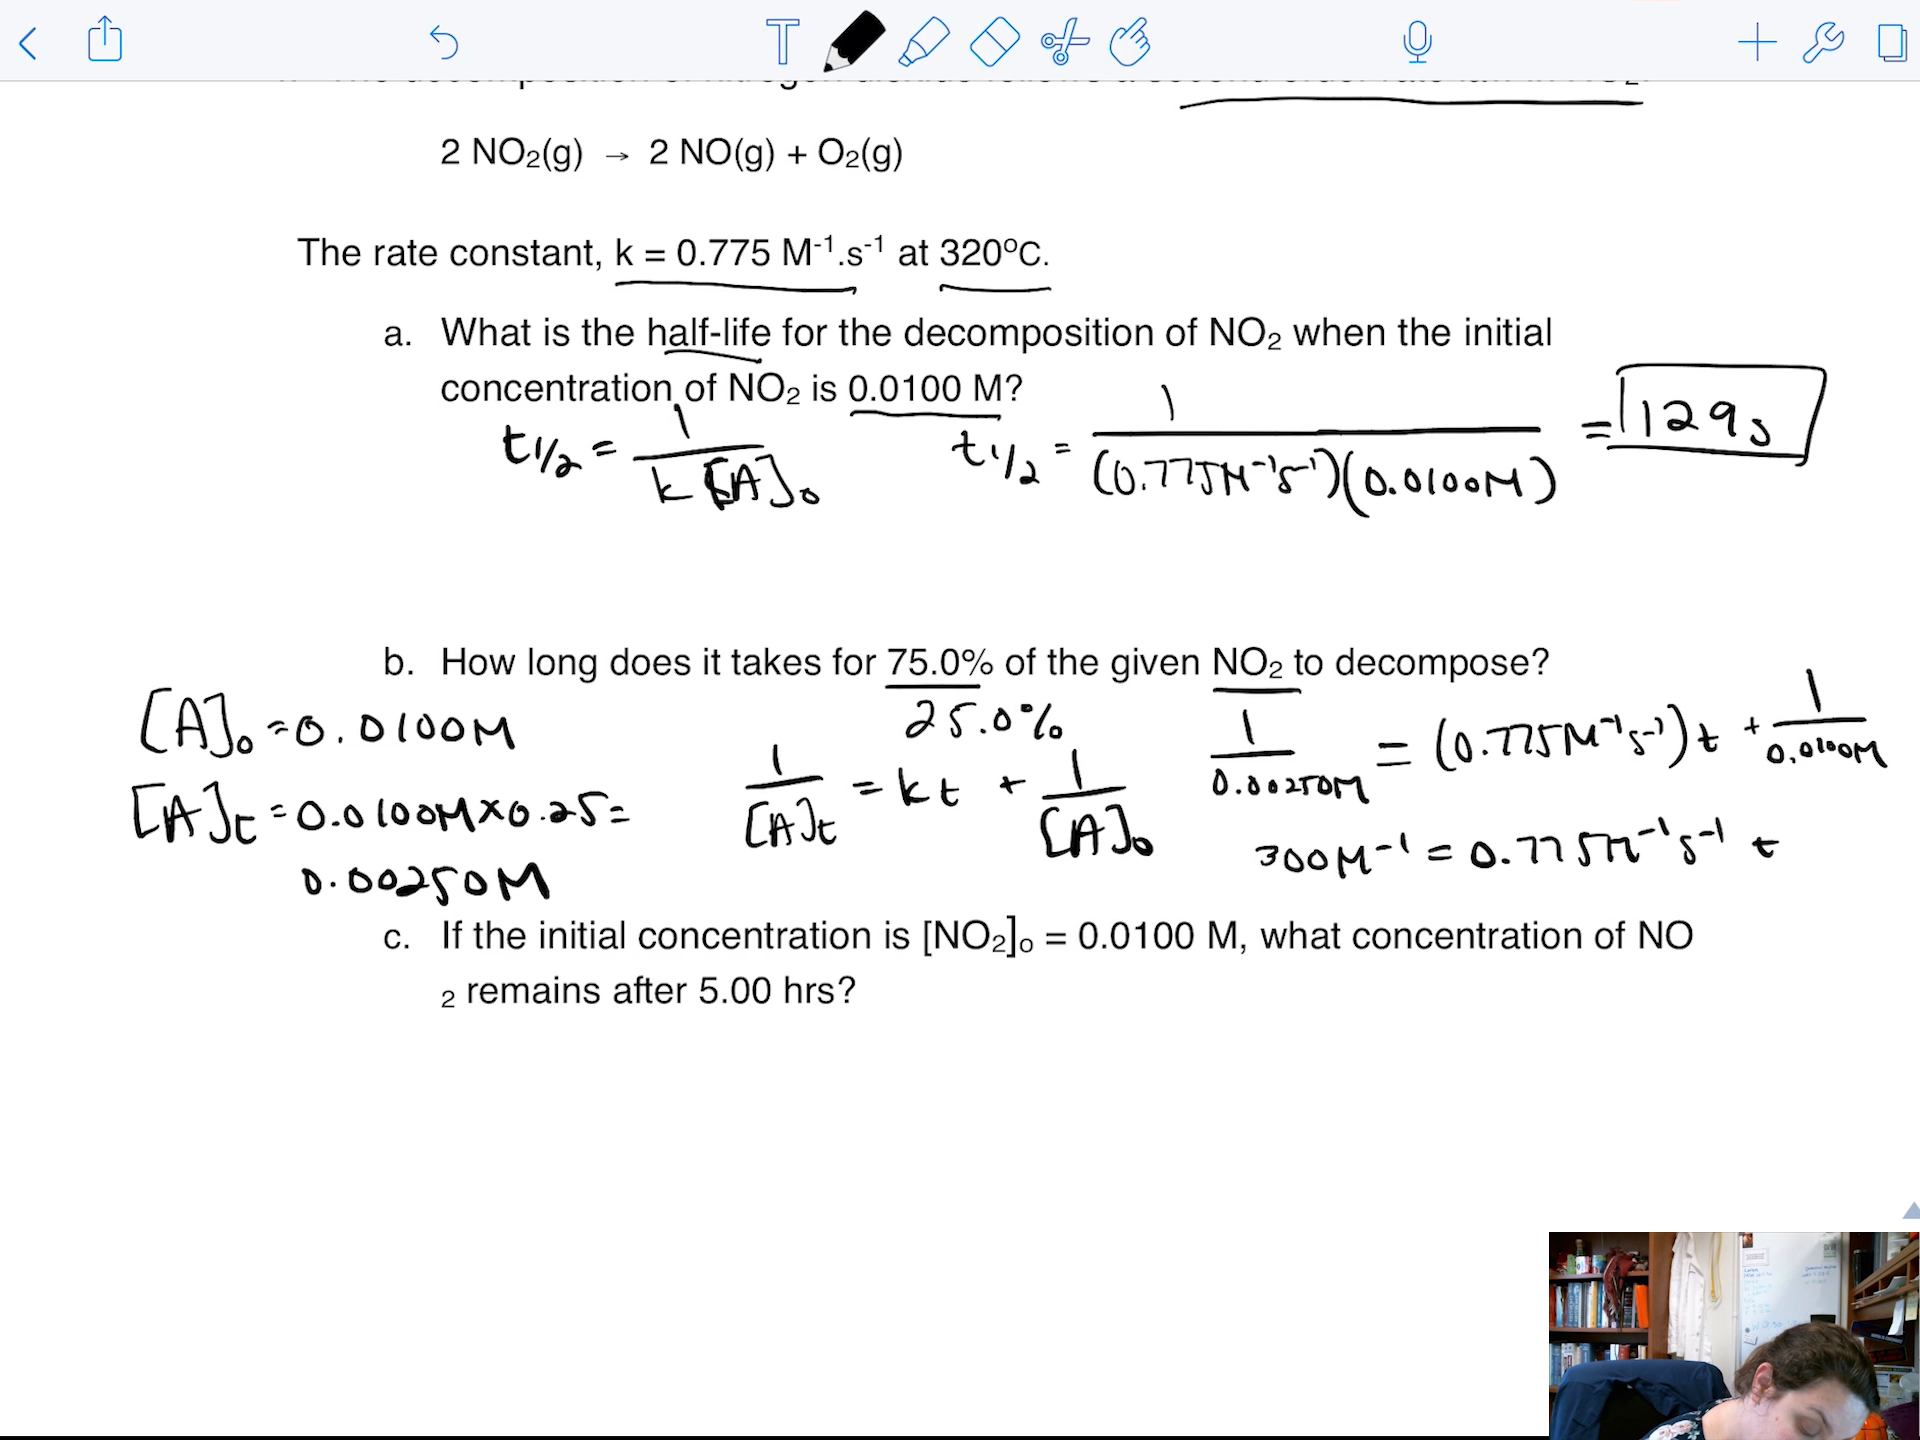 2 NO₂(g) → 2 NO(g) + O₂(g)
The rate constant, k = 0.775 M⁻¹.s⁻¹ at 320ºC.
a. What is the half-life for the decomposition of NO₂ when the initial
concentration of NO₂ is 0.0100 M?
t1/2 = 1 / k[A]₀
t1/2 = 1 / (0.775M⁻¹s⁻¹)(0.0100M) = 129s
b. How long does it takes for 75.0% of the given NO₂ to decompose?
25.0%
[A]₀ = 0.0100M
[A]t = 0.0100M x 0.25 =
0.00250M
1/[A]t = kt + 1/[A]₀
1/0.00250M = (0.775M⁻¹s⁻¹)t + 1/0.0100M
300M⁻¹ = 0.775M⁻¹s⁻¹ t
c. If the initial concentration is [NO₂]₀ = 0.0100 M, what concentration of NO
₂ remains after 5.00 hrs?